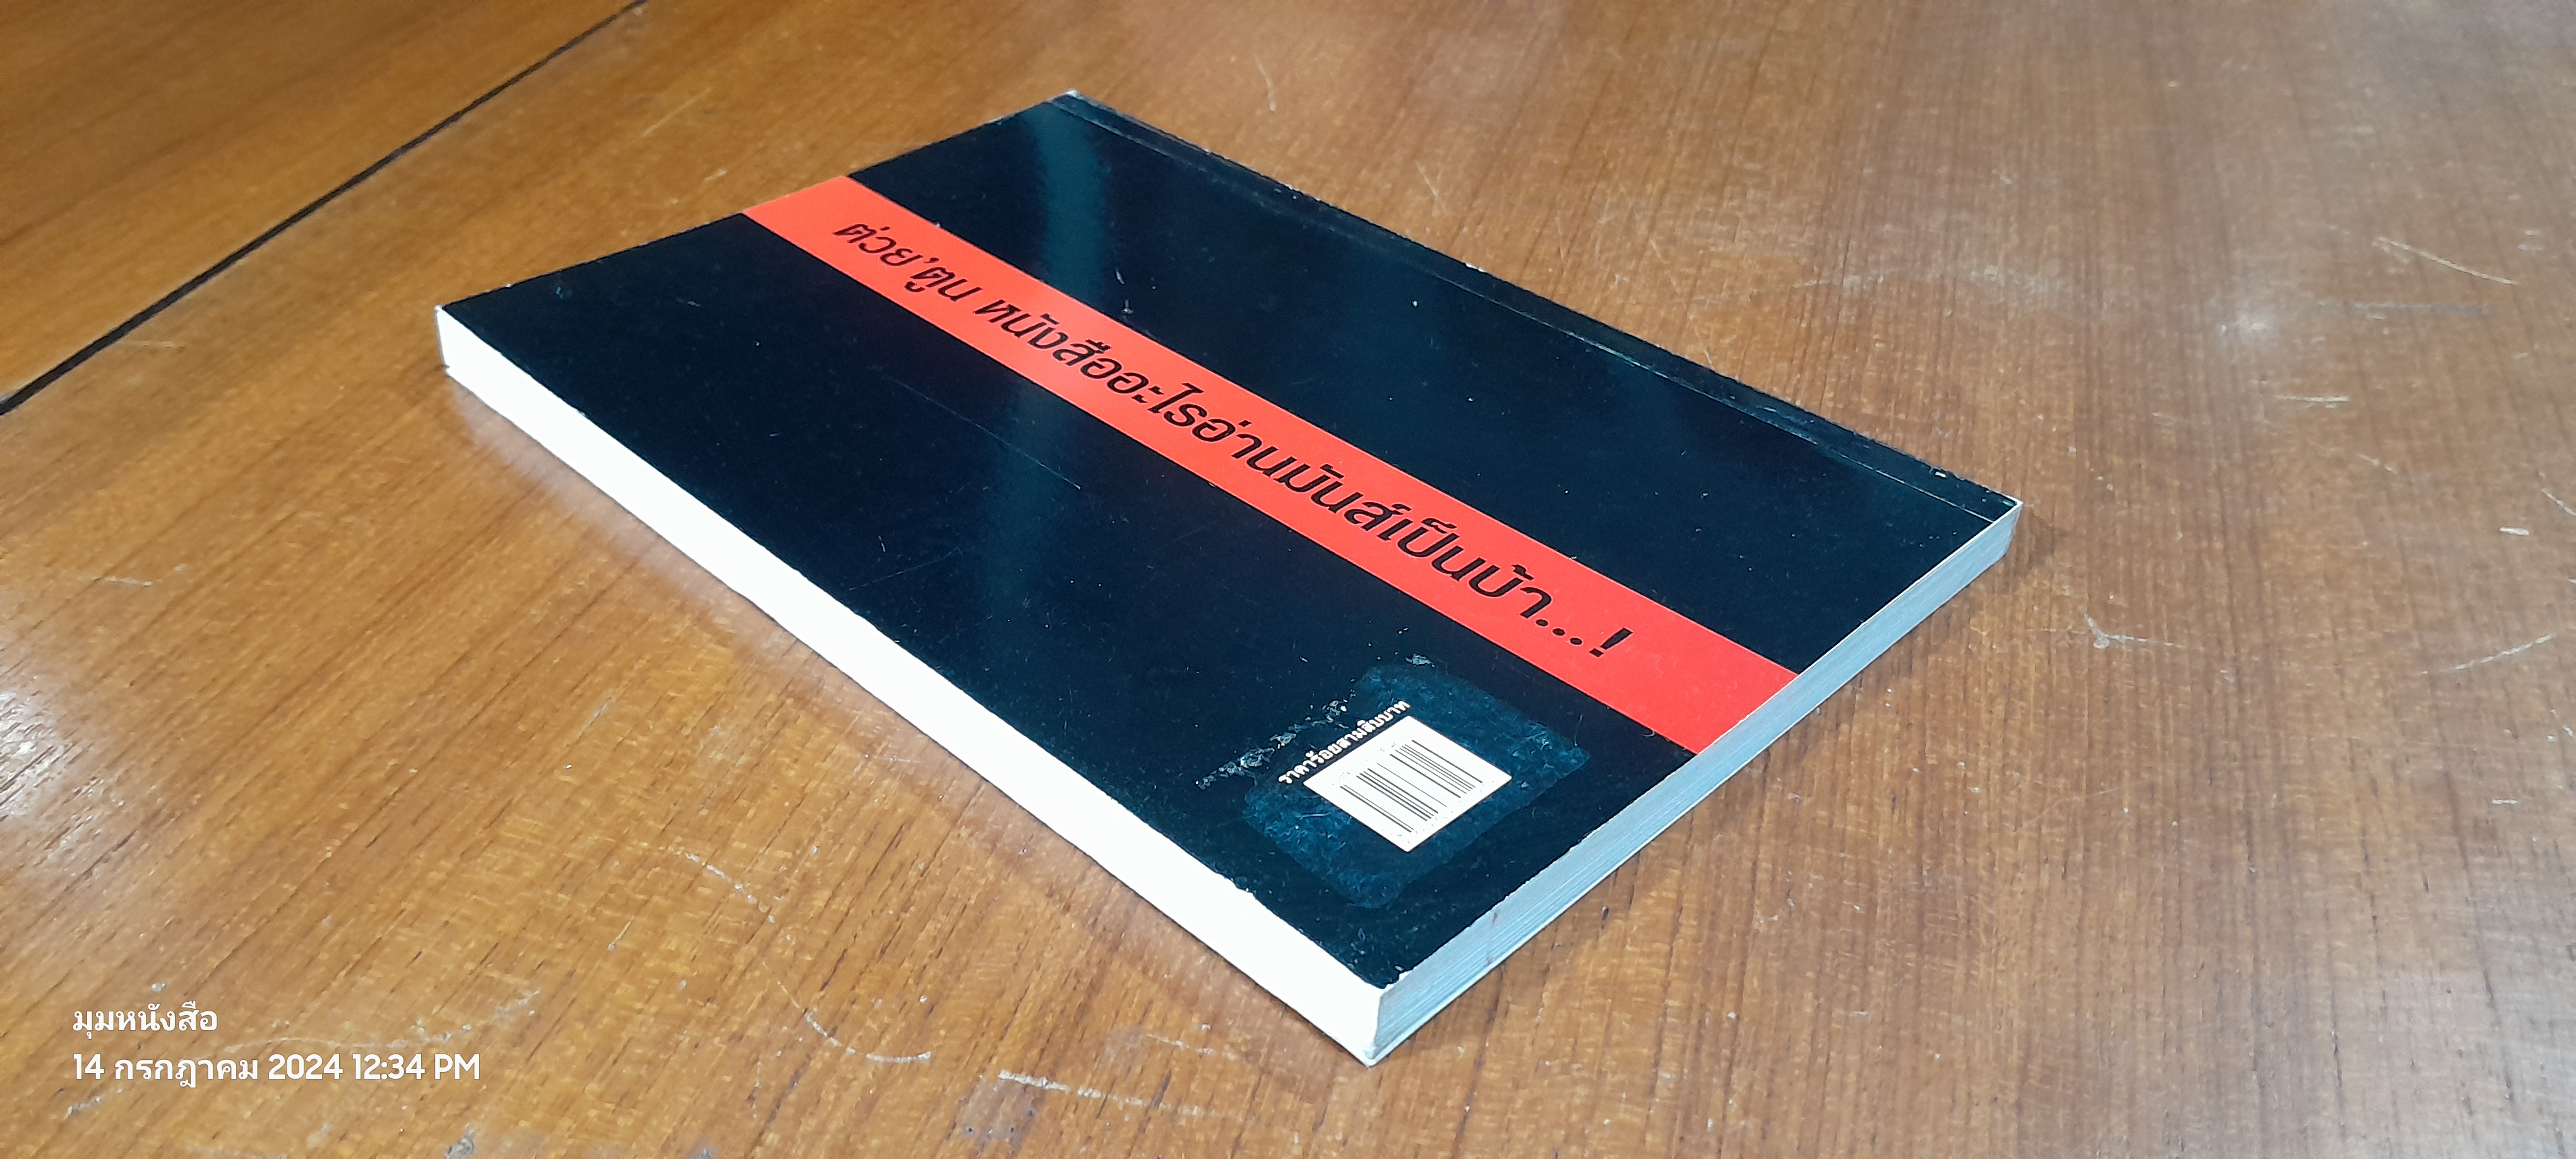 ต่วย'ตูน หนังสืออะไรอ่านมันส์เป็นบ้า...!
ราคาร้อยสามสิบบาท
มุมหนังสือ
14 กรกฎาคม 2024 12:34 PM